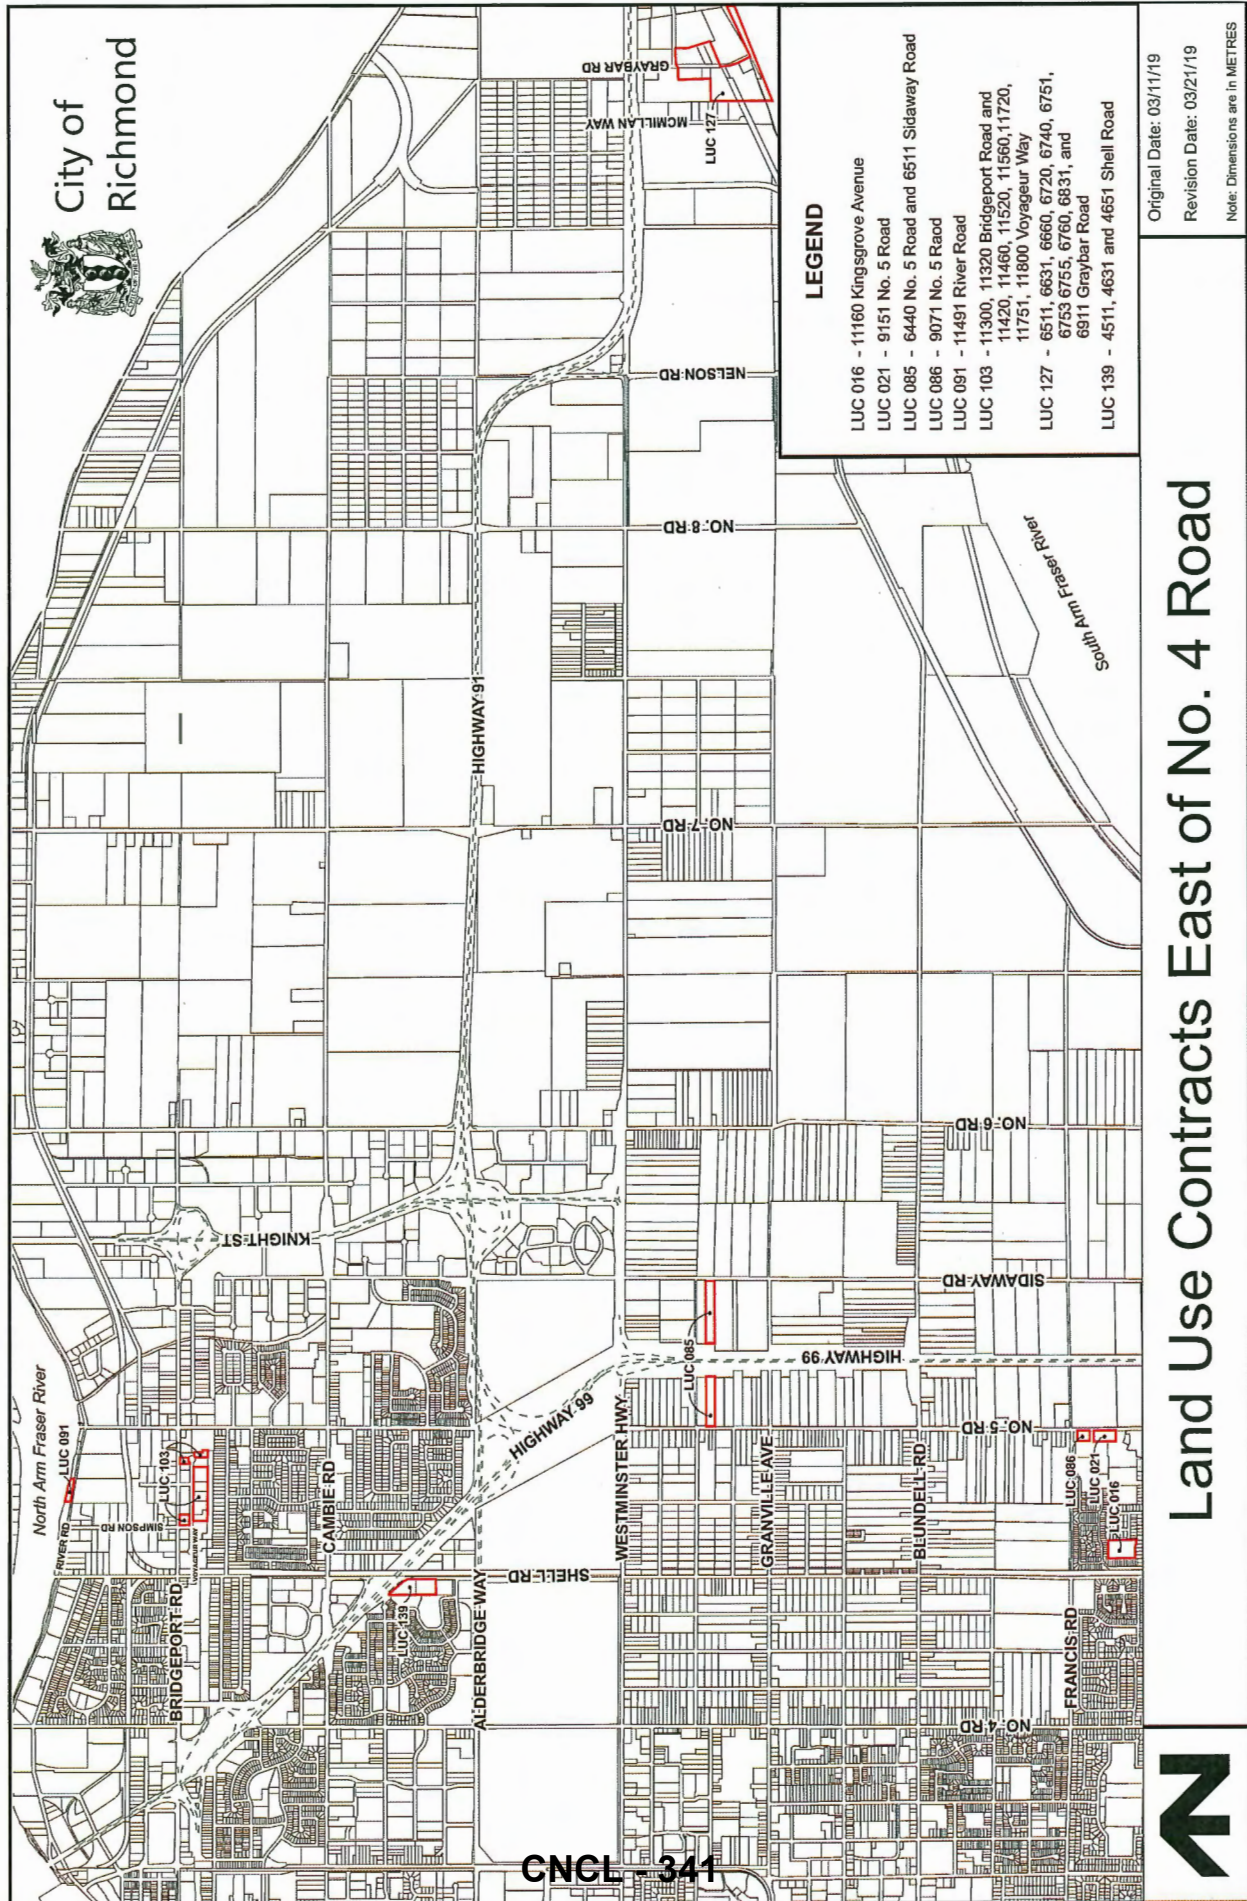 City of
Richmond
North Arm Fraser River
RIVER RD
LUC 091
SIMPSON RD
LUC 103
VOYAGEUR WAY
BRIDGEPORT RD
KNIGHT ST
CAMBIE RD
LUC 139
SHELL RD
HIGHWAY 99
ALDERBRIDGE WAY
HIGHWAY 91
WESTMINSTER HWY
LUC 085
HIGHWAY 99
SIDAWAY RD
GRANVILLE AVE
BLUNDELL RD
NO. 5 RD
LUC 086
LUC 021
LUC 016
FRANCIS RD
NO. 4 RD
NO. 6 RD
NO. 7 RD
NO. 8 RD
NELSON RD
MCMILLAN WAY
GRAYBAR RD
LUC 127
South Arm Fraser River
LEGEND
LUC 016 - 11160 Kingsgrove Avenue
LUC 021 - 9151 No. 5 Road
LUC 085 - 6440 No. 5 Road and 6511 Sidaway Road
LUC 086 - 9071 No. 5 Raod
LUC 091 - 11491 River Road
LUC 103 - 11300, 11320 Bridgeport Road and
11420, 11460, 11520, 11560,11720,
11751, 11800 Voyageur Way
LUC 127 - 6511, 6631, 6660, 6720, 6740, 6751,
6753 6755, 6760, 6831, and
6911 Graybar Road
LUC 139 - 4511, 4631 and 4651 Shell Road
Land Use Contracts East of No. 4 Road
Original Date: 03/11/19
Revision Date: 03/21/19
Note: Dimensions are in METRES
CNCL - 341